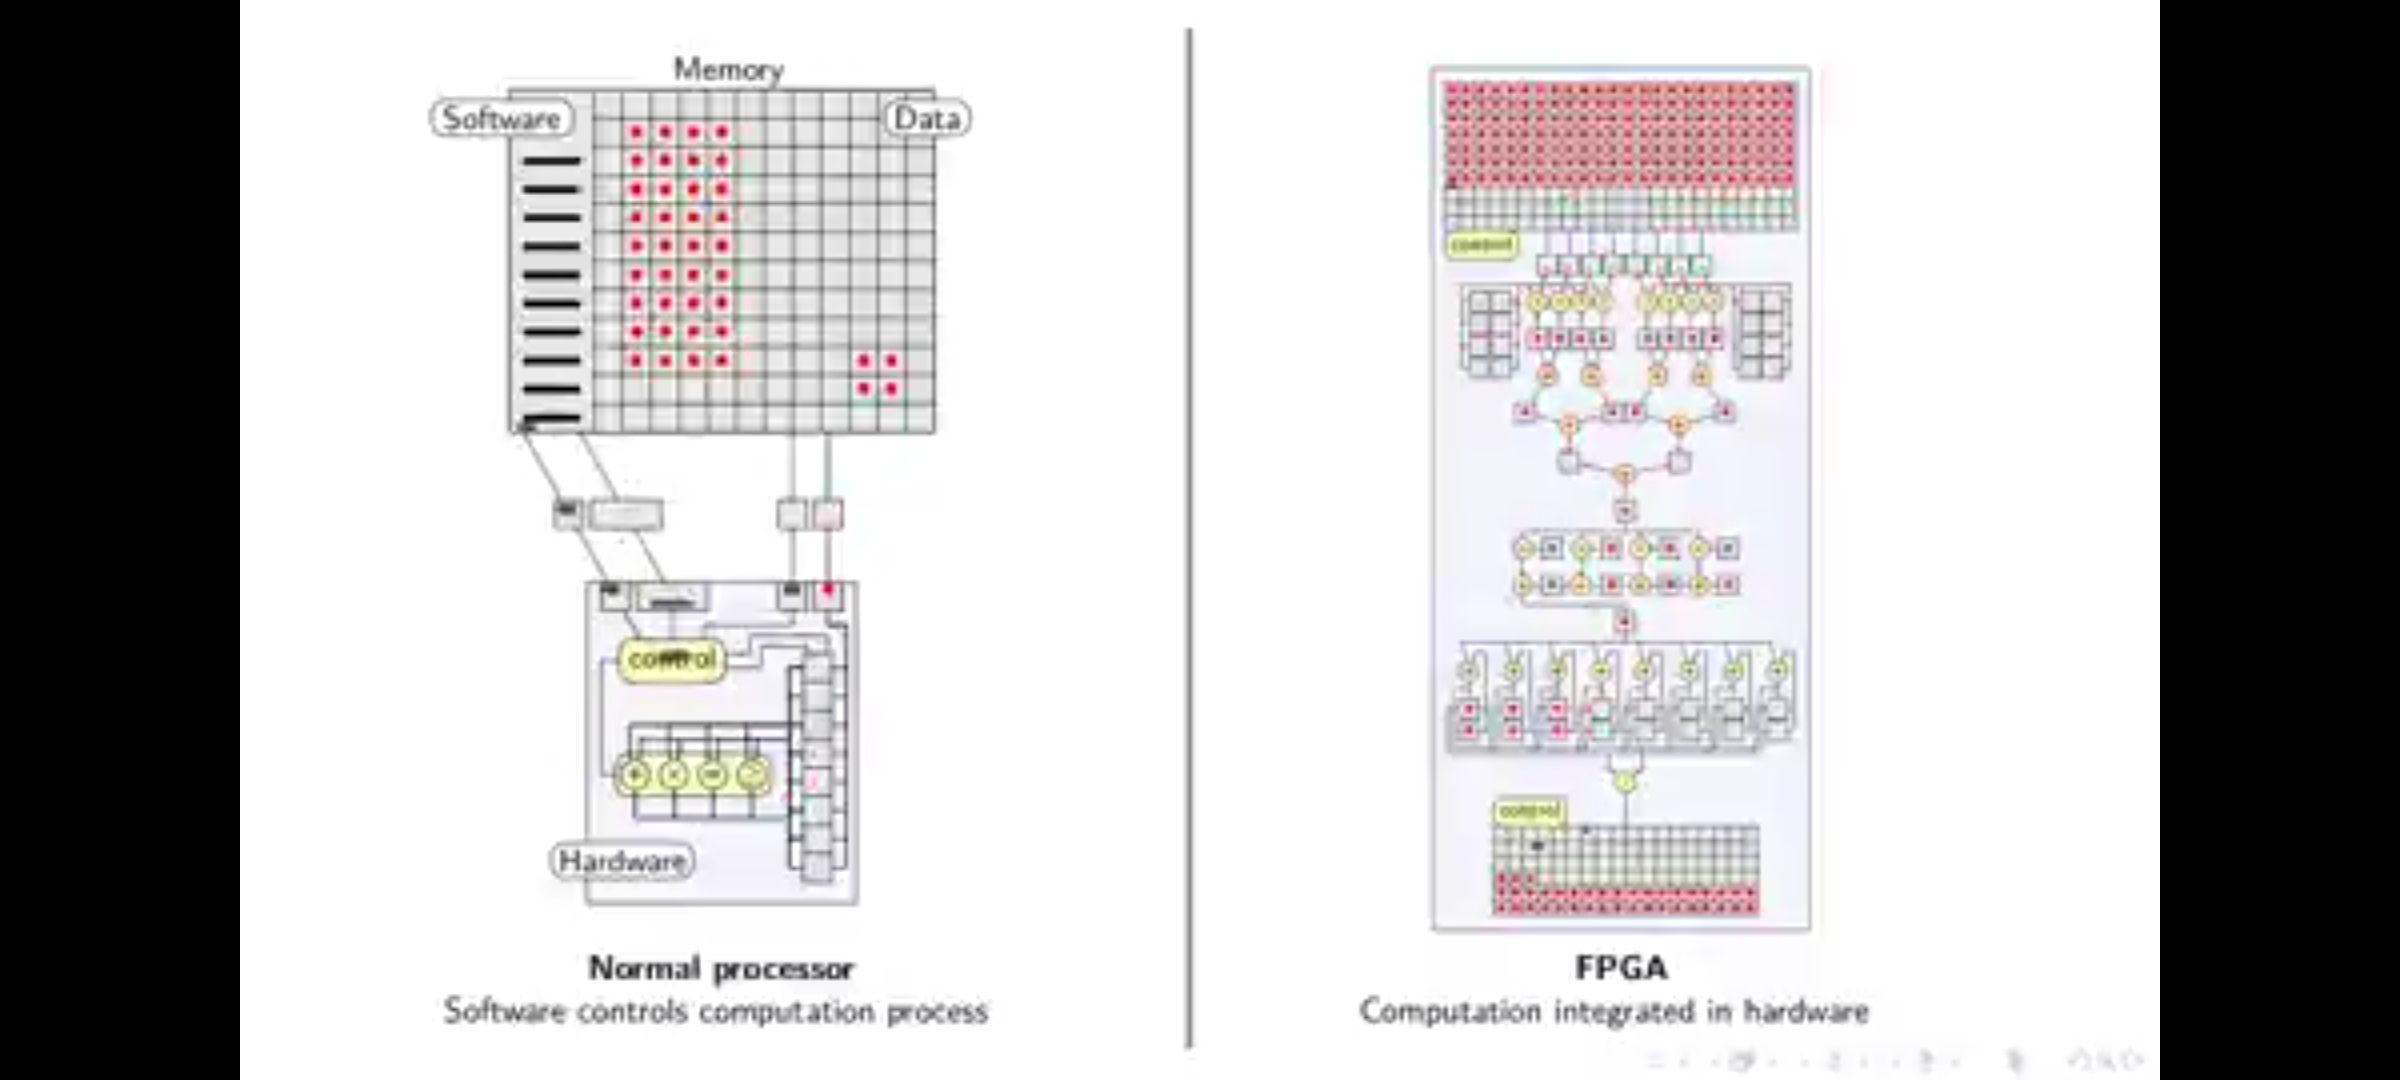 Memory
Software
Data
control
Hardware
Normal processor
Software controls computation process
control
control
FPGA
Computation integrated in hardware